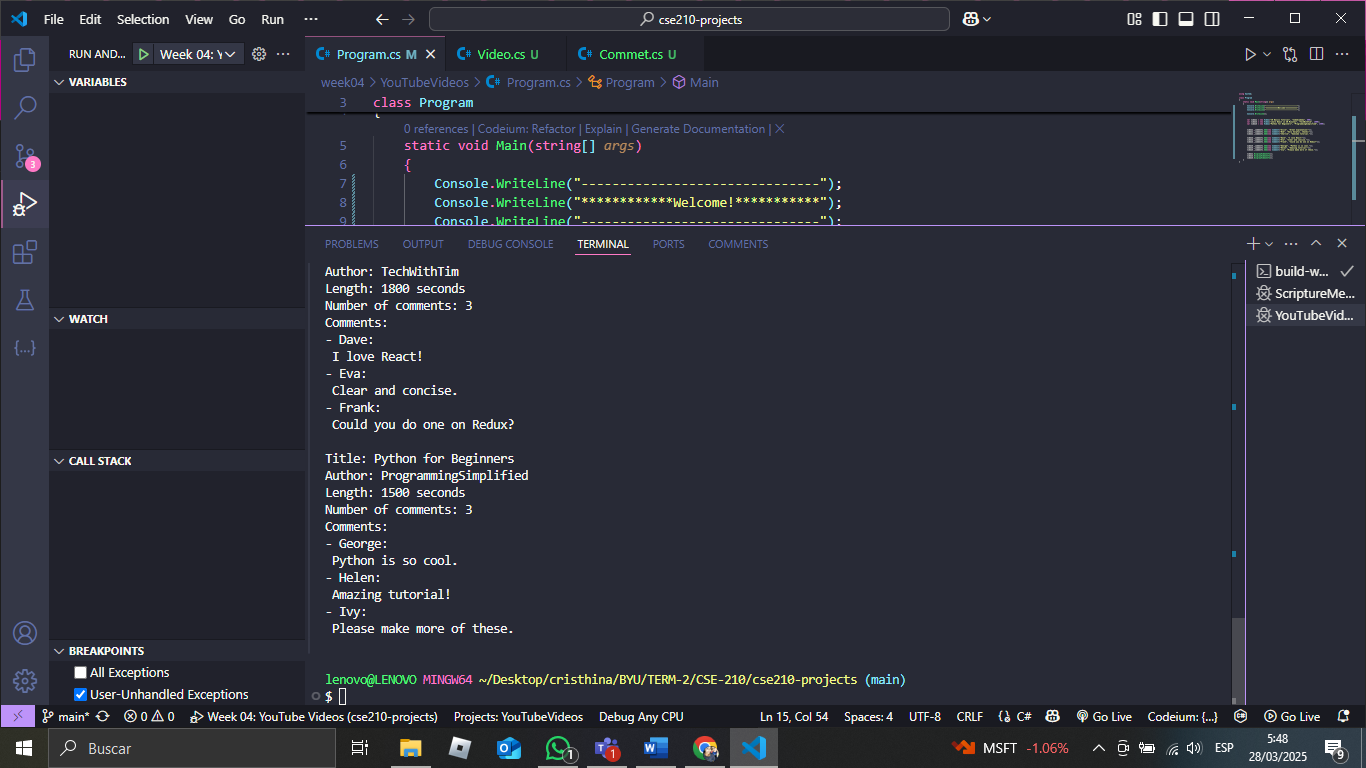 File Edit Selection View Go Run ··· cse210-projects
RUN AND... Week 04: Y ···
Program.cs M Video.cs U Commet.cs U ···
VARIABLES
week04 > YouTubeVideos > Program.cs > Program > Main
3 class Program
{
0 references | Codeium: Refactor | Explain | Generate Documentation | ×
5 static void Main(string[] args)
6 {
7 Console.WriteLine("-------------------------------");
8 Console.WriteLine("************Welcome!***********");
9 Console.WriteLine("-------------------------------");
PROBLEMS OUTPUT DEBUG CONSOLE TERMINAL PORTS COMMENTS
Author: TechWithTim
Length: 1800 seconds
Number of comments: 3
Comments:
- Dave:
I love React!
- Eva:
Clear and concise.
- Frank:
Could you do one on Redux?
Title: Python for Beginners
Author: ProgrammingSimplified
Length: 1500 seconds
Number of comments: 3
Comments:
- George:
Python is so cool.
- Helen:
Amazing tutorial!
- Ivy:
Please make more of these.
lenovo@LENOVO MINGW64 ~/Desktop/cristhina/BYU/TERM-2/CSE-210/cse210-projects (main)
$
build-w...
ScriptureMe...
YouTubeVid...
WATCH
CALL STACK
BREAKPOINTS
All Exceptions
User-Unhandled Exceptions
3
main* 0 0 Week 04: YouTube Videos (cse210-projects) Projects: YouTubeVideos Debug Any CPU Ln 15, Col 54 Spaces: 4 UTF-8 CRLF {} C# Go Live Codeium: {...} Go Live
Buscar 1 1 MSFT -1.06% ESP 5:48
28/03/2025 9